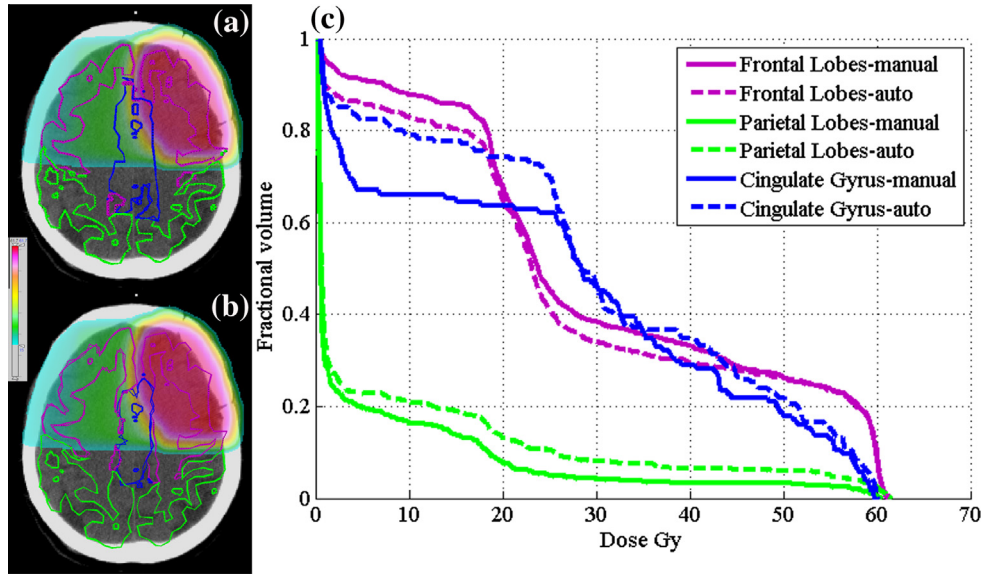 (a)
(b)
(c)
Fractional volume
1
0.8
0.6
0.4
0.2
0
0 10 20 30 40 50 60 70
Dose Gy
Frontal Lobes-manual
Frontal Lobes-auto
Parietal Lobes-manual
Parietal Lobes-auto
Cingulate Gyrus-manual
Cingulate Gyrus-auto